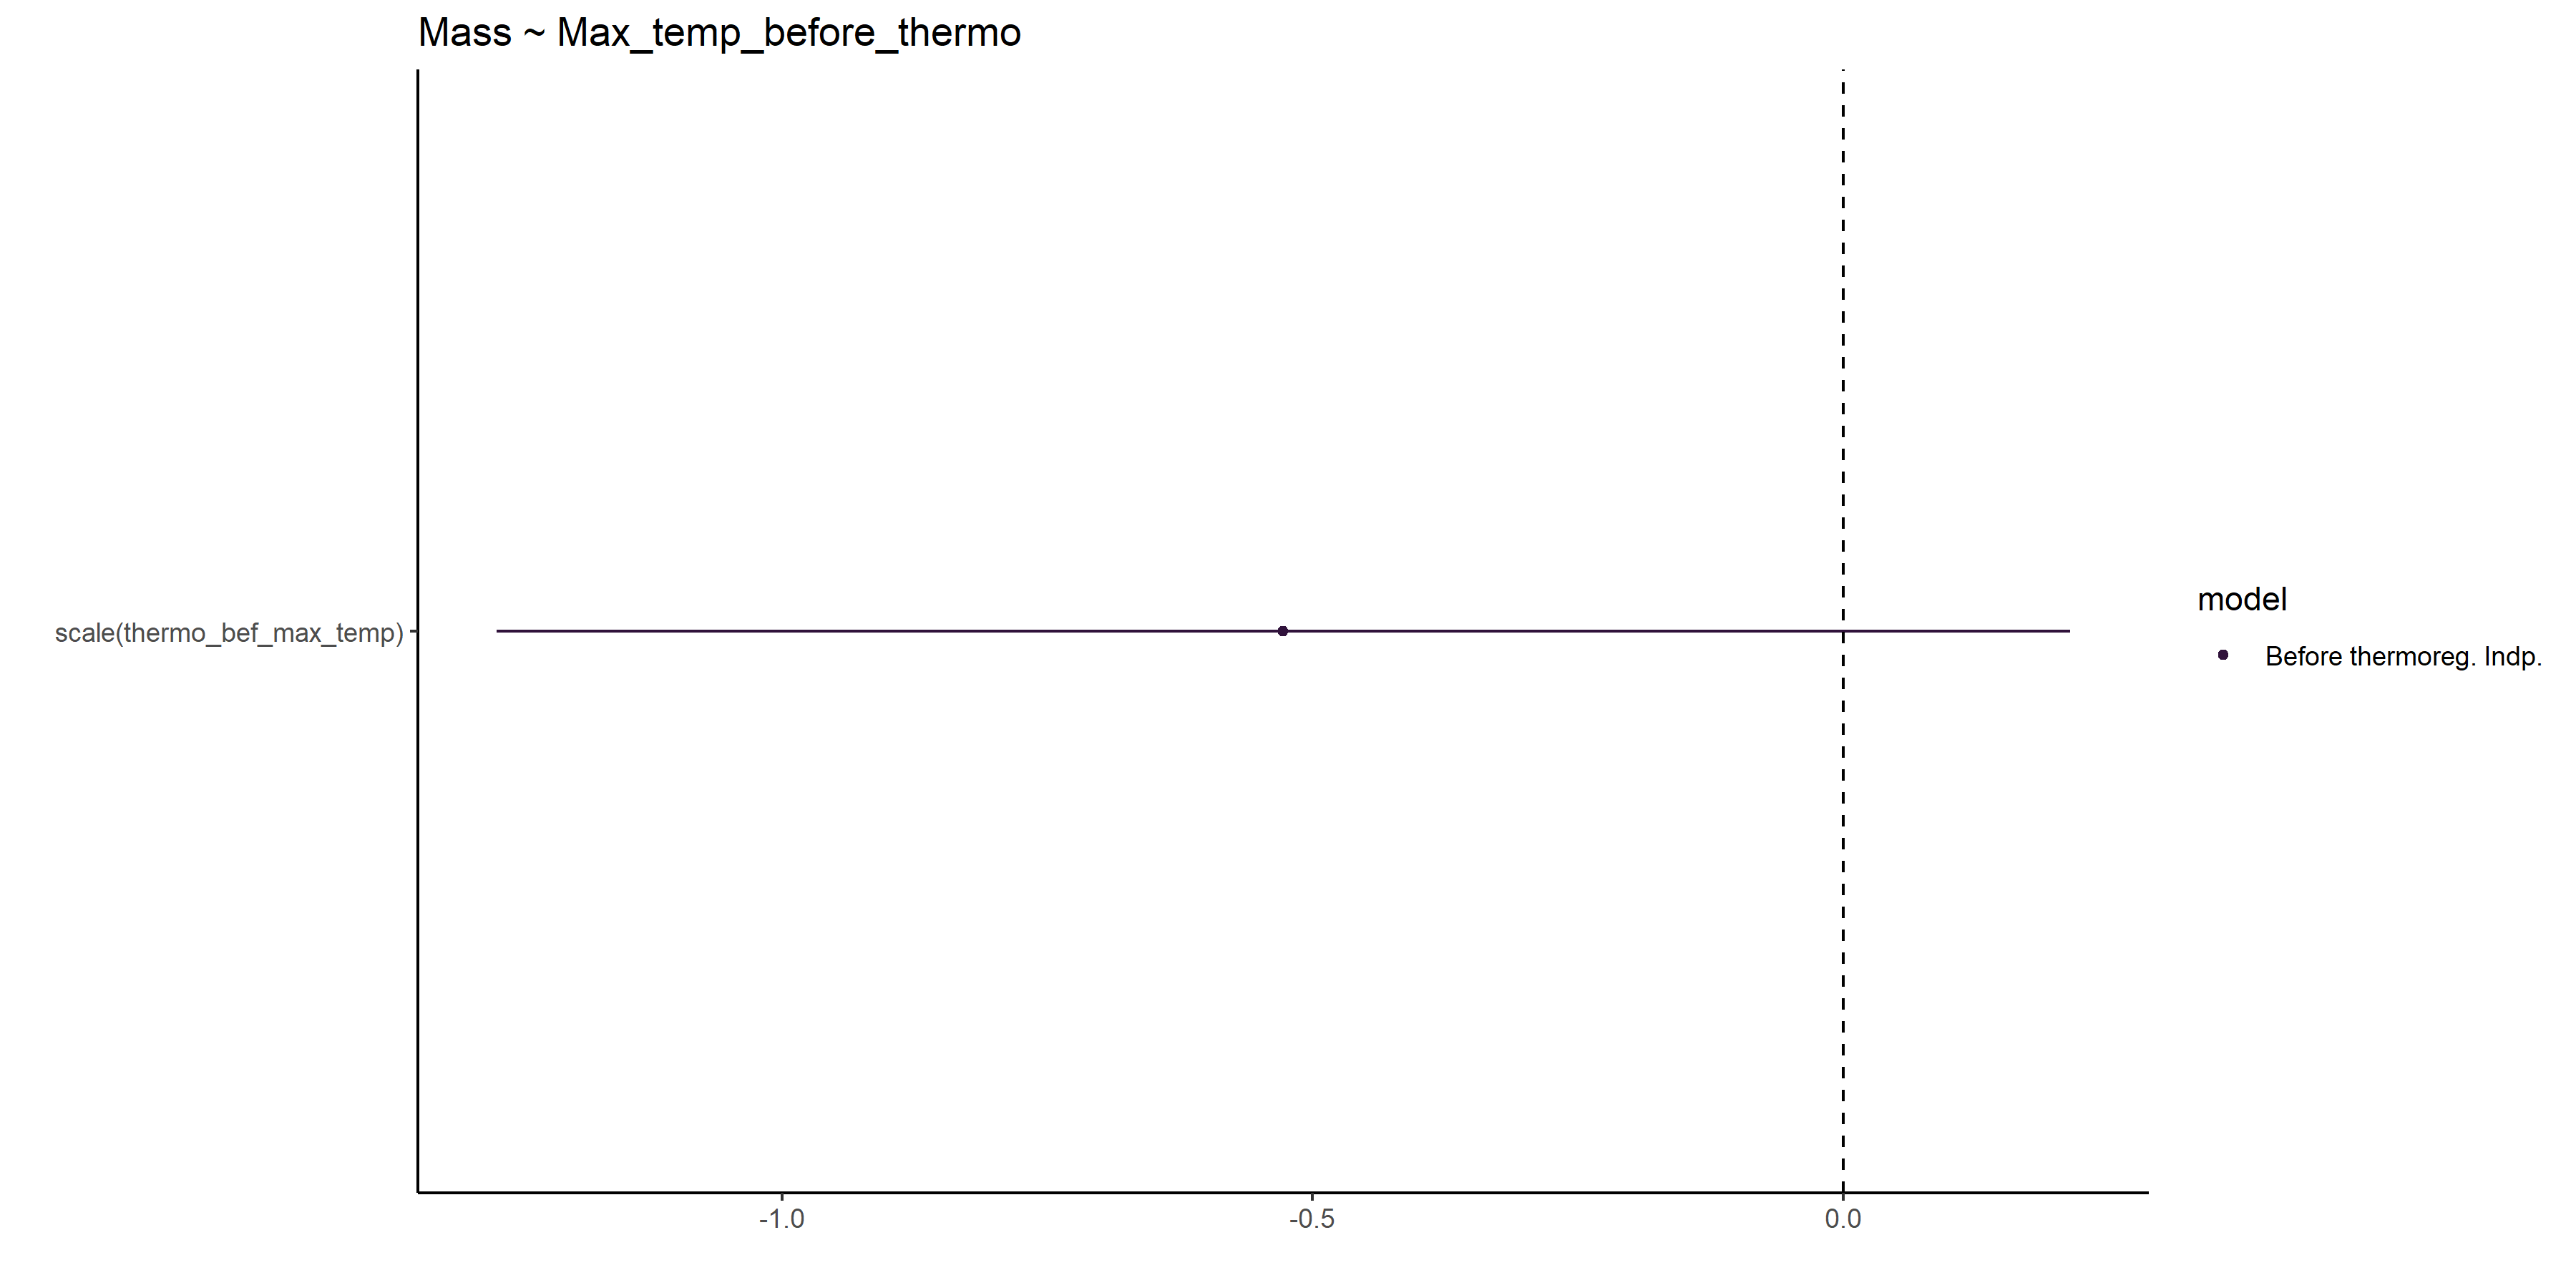 Mass ~ Max_temp_before_thermo
scale(thermo_bef_max_temp)
model
Before thermoreg. Indp.
-1.0
-0.5
0.0